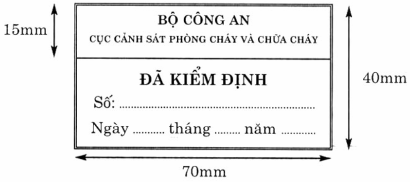 BỘ CÔNG AN
15mm
CỤC CẢNH SÁT PHÒNG CHÁY VÀ CHỮA CHÁY
ĐÃ KIỂM ĐỊNH
40mm
Số: ............................................................
Ngày .......... tháng ........ năm ...........
70mm